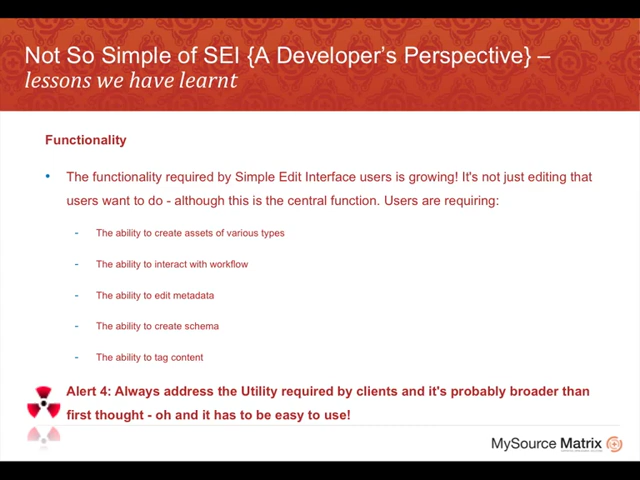 Not So Simple of SEI {A Developer’s Perspective} –
lessons we have learnt
Functionality
• The functionality required by Simple Edit Interface users is growing! It's not just editing that
users want to do - although this is the central function. Users are requiring:
- The ability to create assets of various types
- The ability to interact with workflow
- The ability to edit metadata
- The ability to create schema
- The ability to tag content
Alert 4: Always address the Utility required by clients and it's probably broader than
first thought - oh and it has to be easy to use!
MySource Matrix